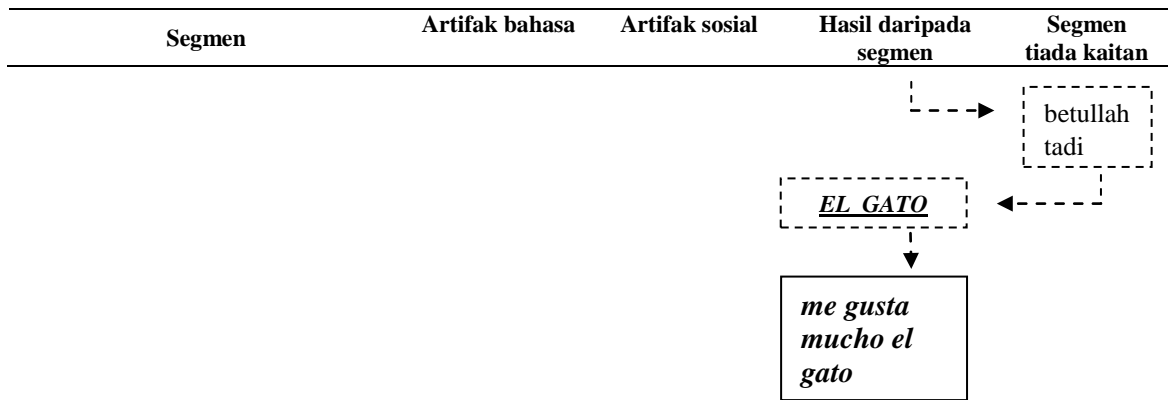 Segmen
Artifak bahasa
Artifak sosial
Hasil daripada
segmen
Segmen
tiada kaitan
betullah
tadi
EL GATO
me gusta
mucho el
gato